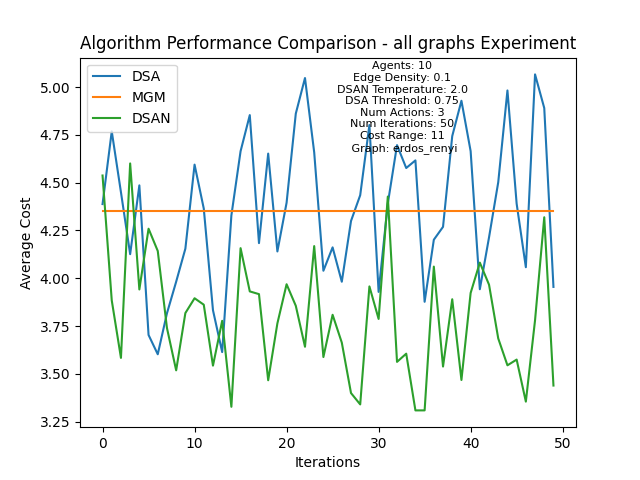 Algorithm Performance Comparison - all graphs Experiment
DSA
MGM
DSAN
Agents: 10
Edge Density: 0.1
DSAN Temperature: 2.0
DSA Threshold: 0.75
Num Actions: 3
Num Iterations: 50
Cost Range: 11
Graph: erdos_renyi
Average Cost
5.00
4.75
4.50
4.25
4.00
3.75
3.50
3.25
0 10 20 30 40 50
Iterations